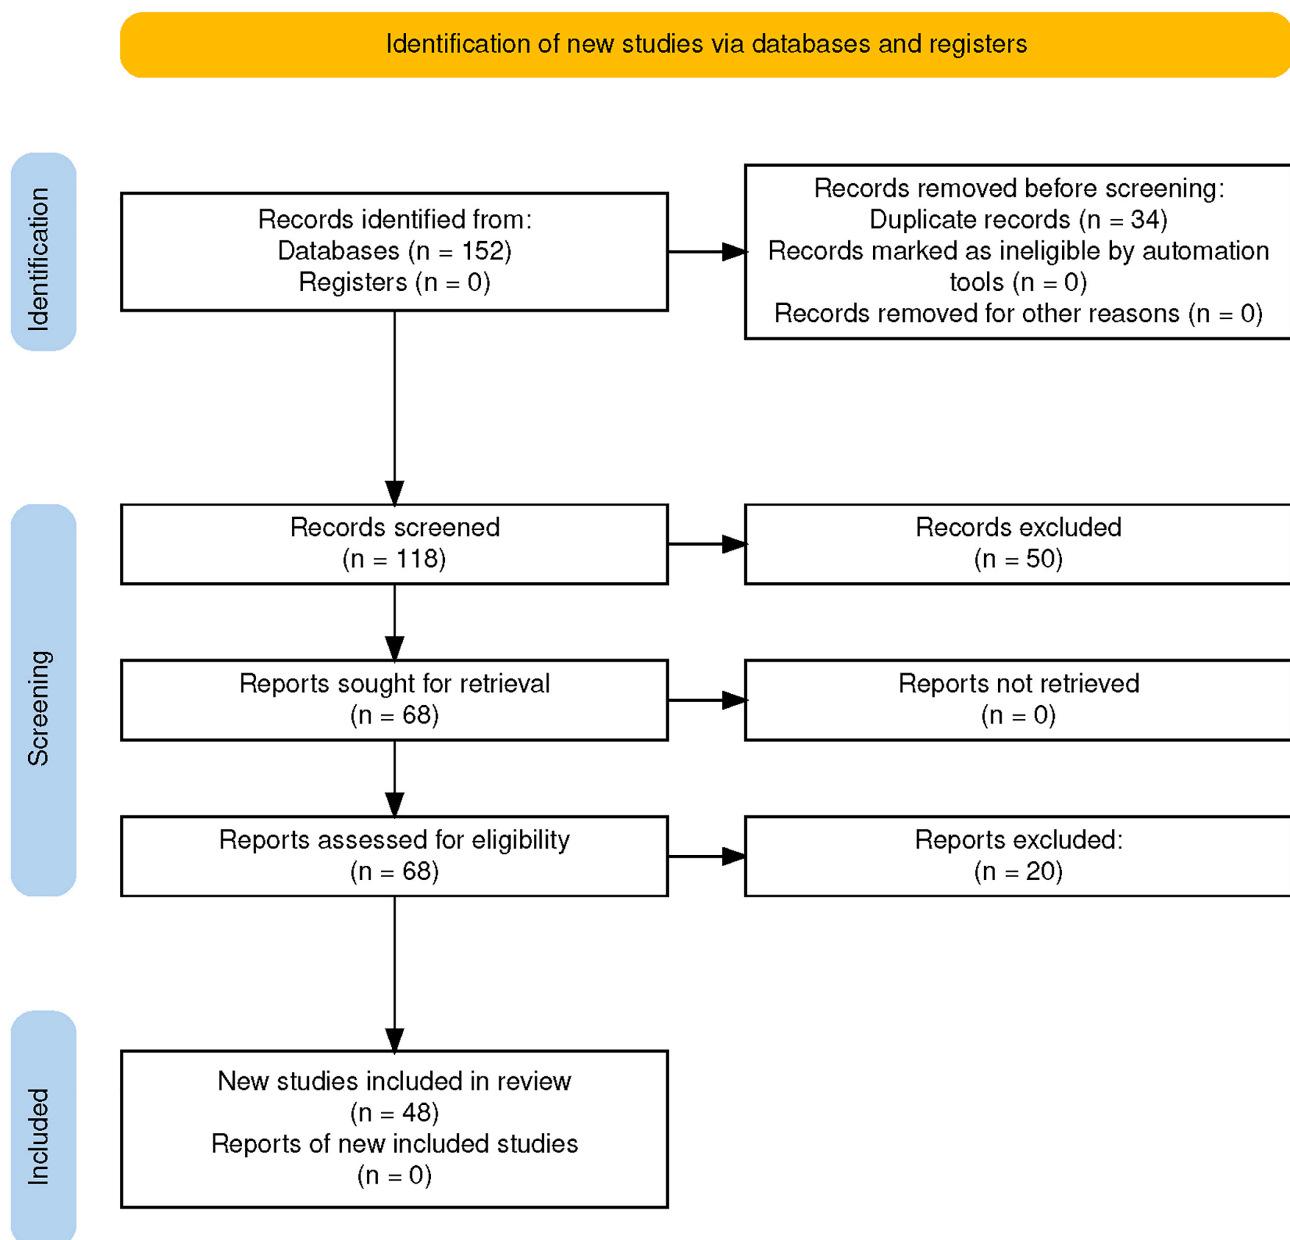 Identification of new studies via databases and registers
Identification
Records identified from:
Databases (n = 152)
Registers (n = 0)
Records removed before screening:
Duplicate records (n = 34)
Records marked as ineligible by automation
tools (n = 0)
Records removed for other reasons (n = 0)
Screening
Records screened
(n = 118)
Records excluded
(n = 50)
Reports sought for retrieval
(n = 68)
Reports not retrieved
(n = 0)
Reports assessed for eligibility
(n = 68)
Reports excluded:
(n = 20)
Included
New studies included in review
(n = 48)
Reports of new included studies
(n = 0)